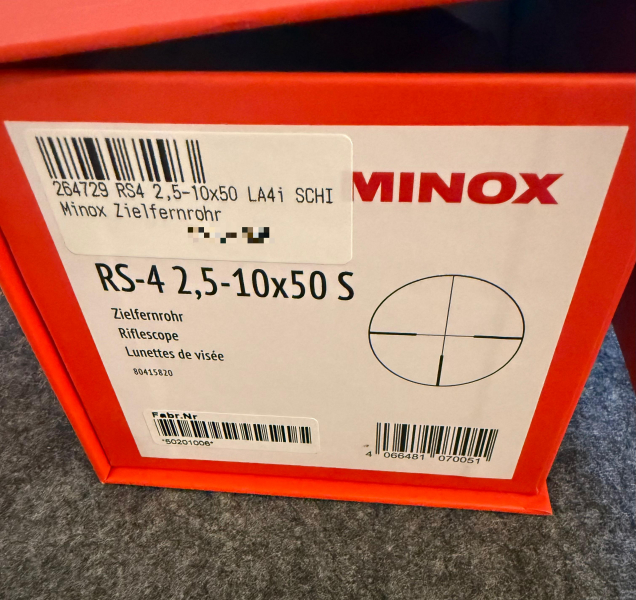 264729 RS4 2,5-10x50 LA4i SCHI
Minox Zielfernrohr
MINOX
RS-4 2,5-10x50 S
Zielfernrohr
Riflescope
Lunettes de visée
80415820
Fabr.Nr
*50201006*
4 066481 070051